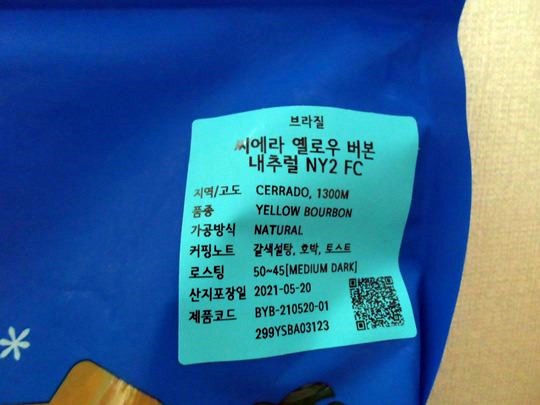 브라질
씨에라 옐로우 버본
내추럴 NY2 FC
지역/고도 CERRADO, 1300M
품종 YELLOW BOURBON
가공방식 NATURAL
커핑노트 갈색설탕, 호박, 토스트
로스팅 50~45[MEDIUM DARK]
산지포장일 2021-05-20
제품코드 BYB-210520-01
299YSBA03123